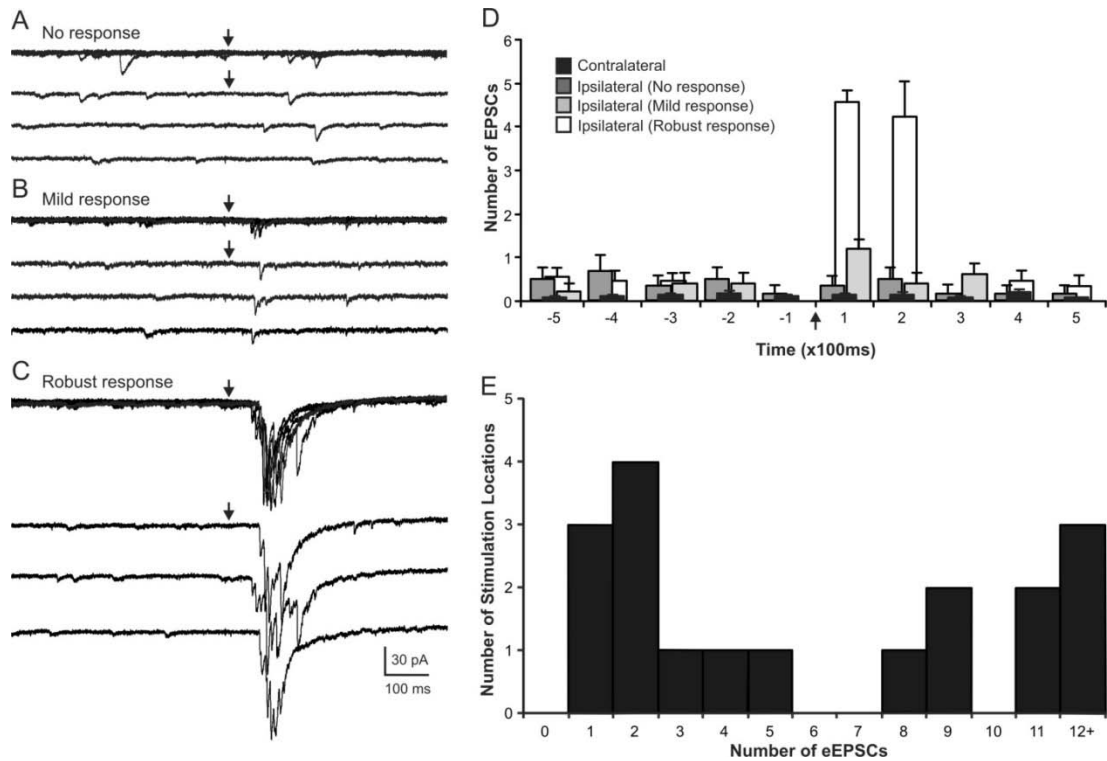 A
No response
B
Mild response
C
Robust response
30 pA
100 ms
D
Number of EPSCs
6
5
4
3
2
1
0
Contralateral
Ipsilateral (No response)
Ipsilateral (Mild response)
Ipsilateral (Robust response)
-5 -4 -3 -2 -1 1 2 3 4 5
Time (x100ms)
E
Number of Stimulation Locations
5
4
3
2
1
0
0 1 2 3 4 5 6 7 8 9 10 11 12+
Number of eEPSCs